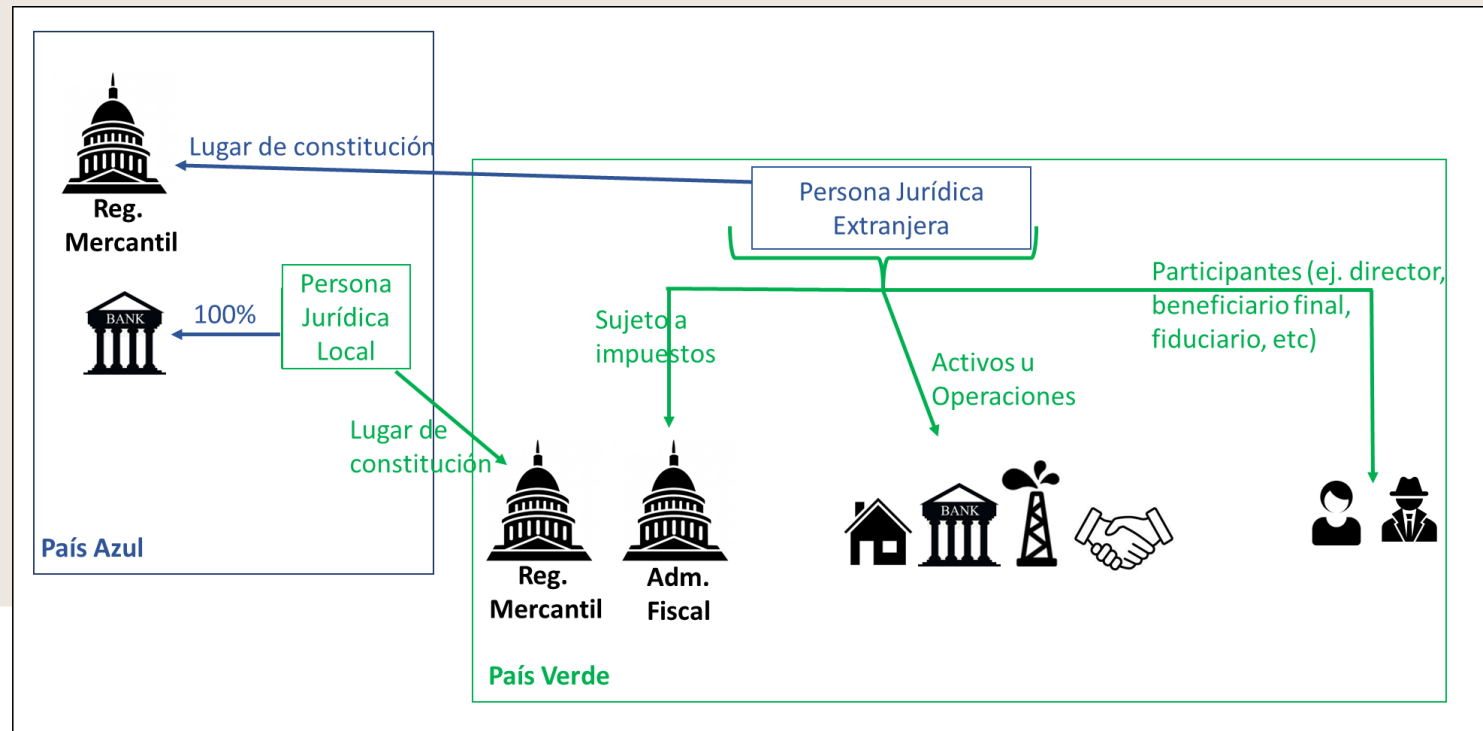 Lugar de constitución
Reg.
Mercantil
BANK
100%
Persona
Jurídica
Local
Lugar de
constitución
País Azul
Persona Jurídica
Extranjera
Sujeto a
impuestos
Activos u
Operaciones
Participantes (ej. director,
beneficiario final,
fiduciario, etc)
Reg.
Mercantil
Adm.
Fiscal
BANK
País Verde